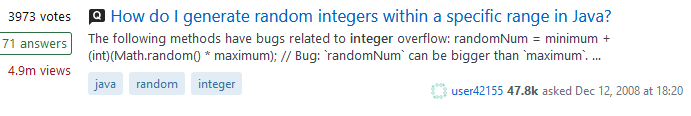 3973 votes
71 answers
4.9m views
How do I generate random integers within a specific range in Java?
The following methods have bugs related to integer overflow: randomNum = minimum +
(int)(Math.random() * maximum); // Bug: `randomNum` can be bigger than `maximum`. ...
java random integer
user42155 47.8k asked Dec 12, 2008 at 18:20